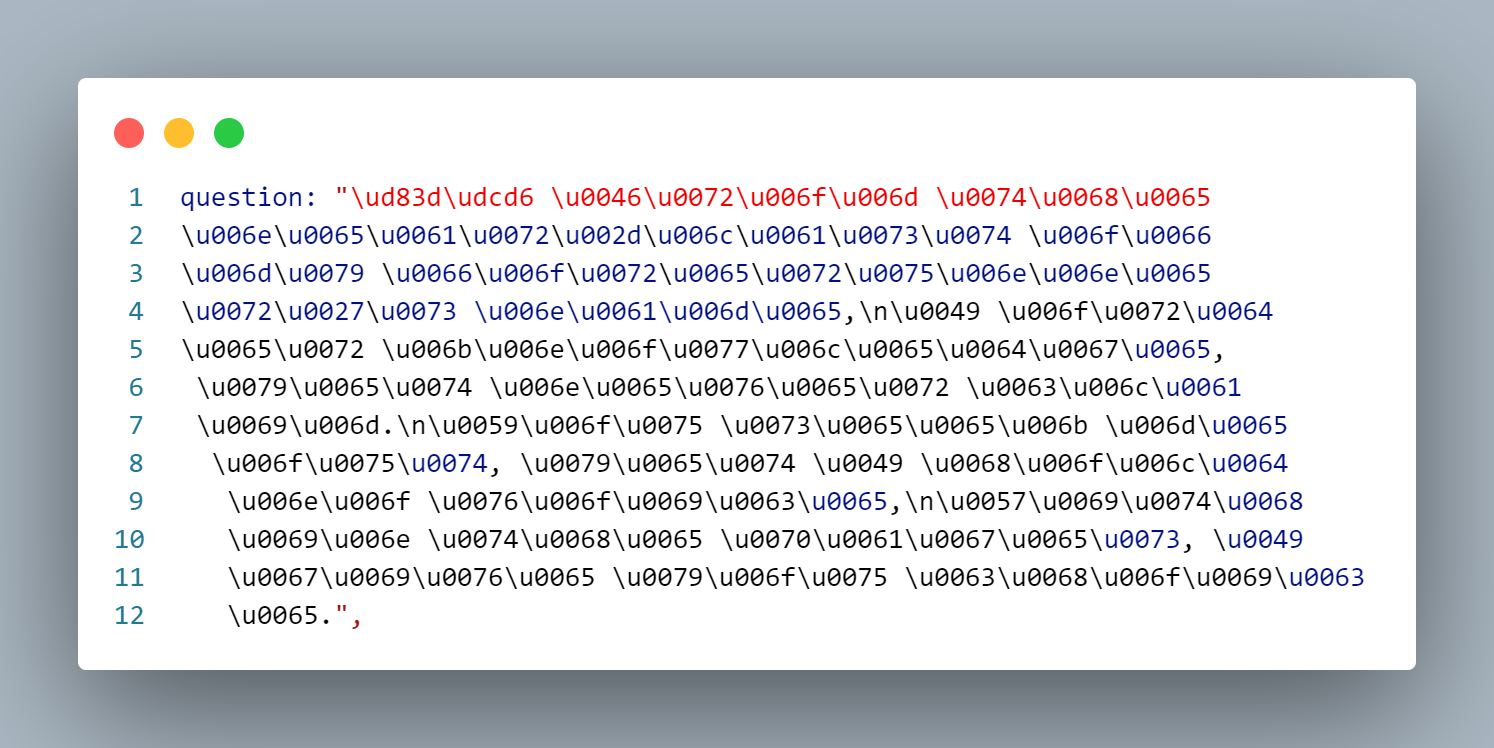 1 question: "\ud83d\udcd6 \u0046\u0072\u006f\u006d \u0074\u0068\u0065
2 \u006e\u0065\u0061\u0072\u002d\u006c\u0061\u0073\u0074 \u006f\u0066
3 \u006d\u0079 \u0066\u006f\u0072\u0065\u0072\u0075\u006e\u006e\u0065
4 \u0072\u0027\u0073 \u006e\u0061\u006d\u0065,\n\u0049 \u006f\u0072\u0064
5 \u0065\u0072 \u006b\u006e\u006f\u0077\u006c\u0065\u0064\u0067\u0065,
6 \u0079\u0065\u0074 \u006e\u0065\u0076\u0065\u0072 \u0063\u006c\u0061
7 \u0069\u006d.\n\u0059\u006f\u0075 \u0073\u0065\u0065\u006b \u006d\u0065
8 \u006f\u0075\u0074, \u0079\u0065\u0074 \u0049 \u0068\u006f\u006c\u0064
9 \u006e\u006f \u0076\u006f\u0069\u0063\u0065,\n\u0057\u0069\u0074\u0068
10 \u0069\u006e \u0074\u0068\u0065 \u0070\u0061\u0067\u0065\u0073, \u0049
11 \u0067\u0069\u0076\u0065 \u0079\u006f\u0075 \u0063\u0068\u006f\u0069\u0063
12 \u0065.",